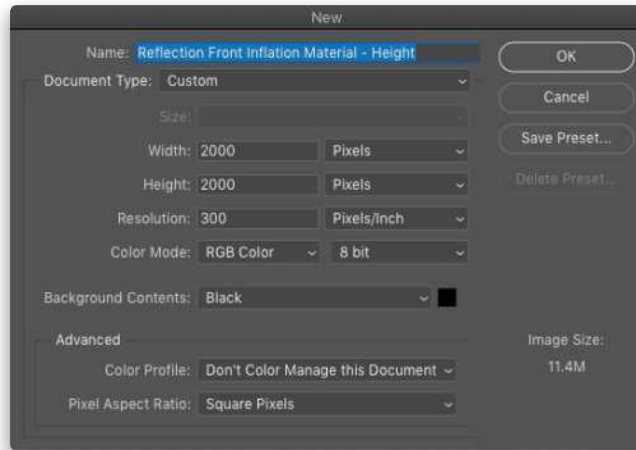 New
Name: Reflection Front Inflation Material - Height
OK
Document Type: Custom
Cancel
Size:
Save Preset...
Width: 2000 Pixels
Height: 2000 Pixels
Delete Preset...
Resolution: 300 Pixels/Inch
Color Mode: RGB Color 8 bit
Background Contents: Black
Advanced
Image Size:
Color Profile: Don't Color Manage this Document
11.4M
Pixel Aspect Ratio: Square Pixels